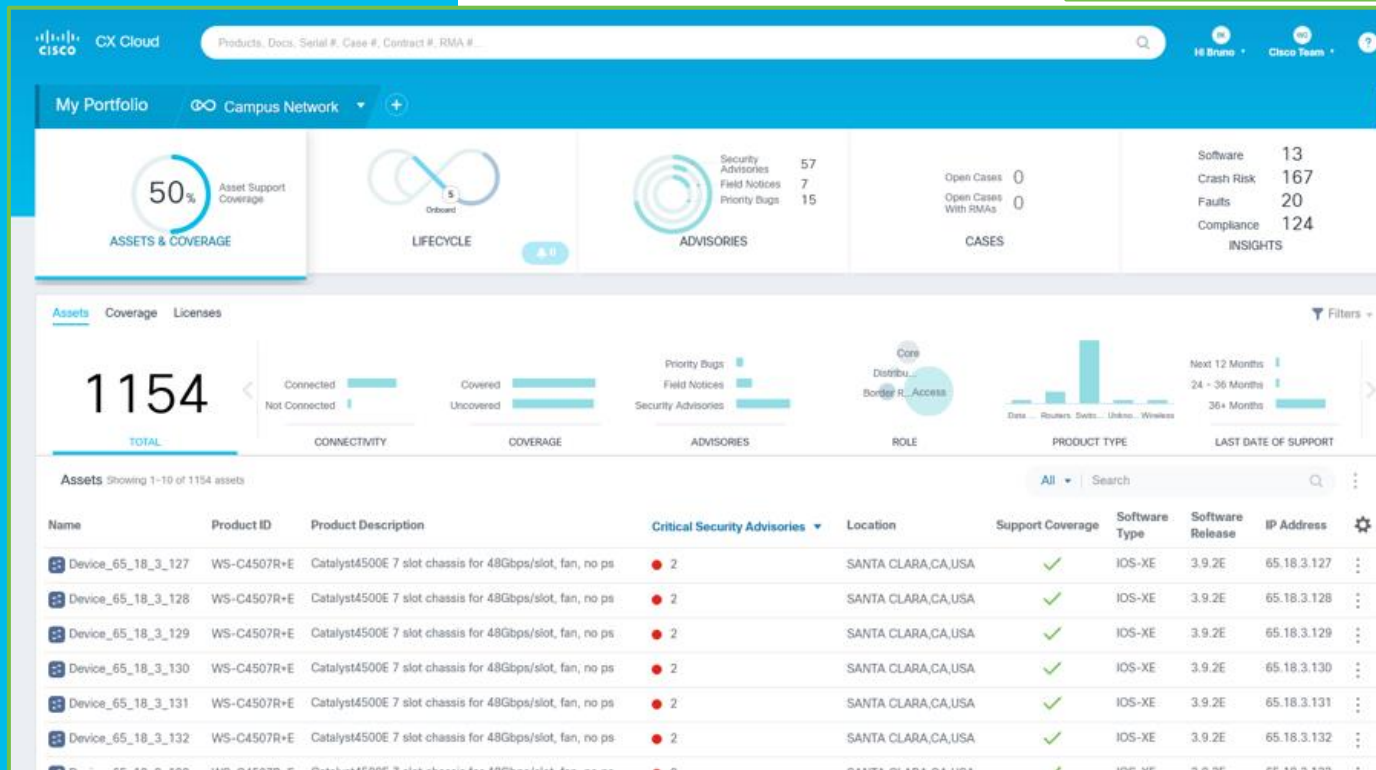 CISCO CX Cloud
Products, Docs, Serial #, Case #, Contract #, RMA #...
Hi Bruno
Cisco Team
?
My Portfolio
Campus Network
50%
Asset Support
Coverage
ASSETS & COVERAGE
5
Onboard
LIFECYCLE
0
Security
Advisories 57
Field Notices 7
Priority Bugs 15
ADVISORIES
Open Cases 0
Open Cases
With RMAs 0
CASES
Software 13
Crash Risk 167
Faults 20
Compliance 124
INSIGHTS
Assets Coverage Licenses
Filters
1154
TOTAL
Connected
Not Connected
CONNECTIVITY
Covered
Uncovered
COVERAGE
Priority Bugs
Field Notices
Security Advisories
ADVISORIES
Core
Distribu...
Border R...
Access
ROLE
Data ... Routers Switc... Unkno... Wireless
PRODUCT TYPE
Next 12 Months
24 - 36 Months
36+ Months
LAST DATE OF SUPPORT
Assets Showing 1-10 of 1154 assets
All Search
Name Product ID Product Description Critical Security Advisories Location Support Coverage Software Type Software Release IP Address
Device_65_18_3_127 WS-C4507R+E Catalyst4500E 7 slot chassis for 48Gbps/slot, fan, no ps 2 SANTA CLARA,CA,USA IOS-XE 3.9.2E 65.18.3.127
Device_65_18_3_128 WS-C4507R+E Catalyst4500E 7 slot chassis for 48Gbps/slot, fan, no ps 2 SANTA CLARA,CA,USA IOS-XE 3.9.2E 65.18.3.128
Device_65_18_3_129 WS-C4507R+E Catalyst4500E 7 slot chassis for 48Gbps/slot, fan, no ps 2 SANTA CLARA,CA,USA IOS-XE 3.9.2E 65.18.3.129
Device_65_18_3_130 WS-C4507R+E Catalyst4500E 7 slot chassis for 48Gbps/slot, fan, no ps 2 SANTA CLARA,CA,USA IOS-XE 3.9.2E 65.18.3.130
Device_65_18_3_131 WS-C4507R+E Catalyst4500E 7 slot chassis for 48Gbps/slot, fan, no ps 2 SANTA CLARA,CA,USA IOS-XE 3.9.2E 65.18.3.131
Device_65_18_3_132 WS-C4507R+E Catalyst4500E 7 slot chassis for 48Gbps/slot, fan, no ps 2 SANTA CLARA,CA,USA IOS-XE 3.9.2E 65.18.3.132